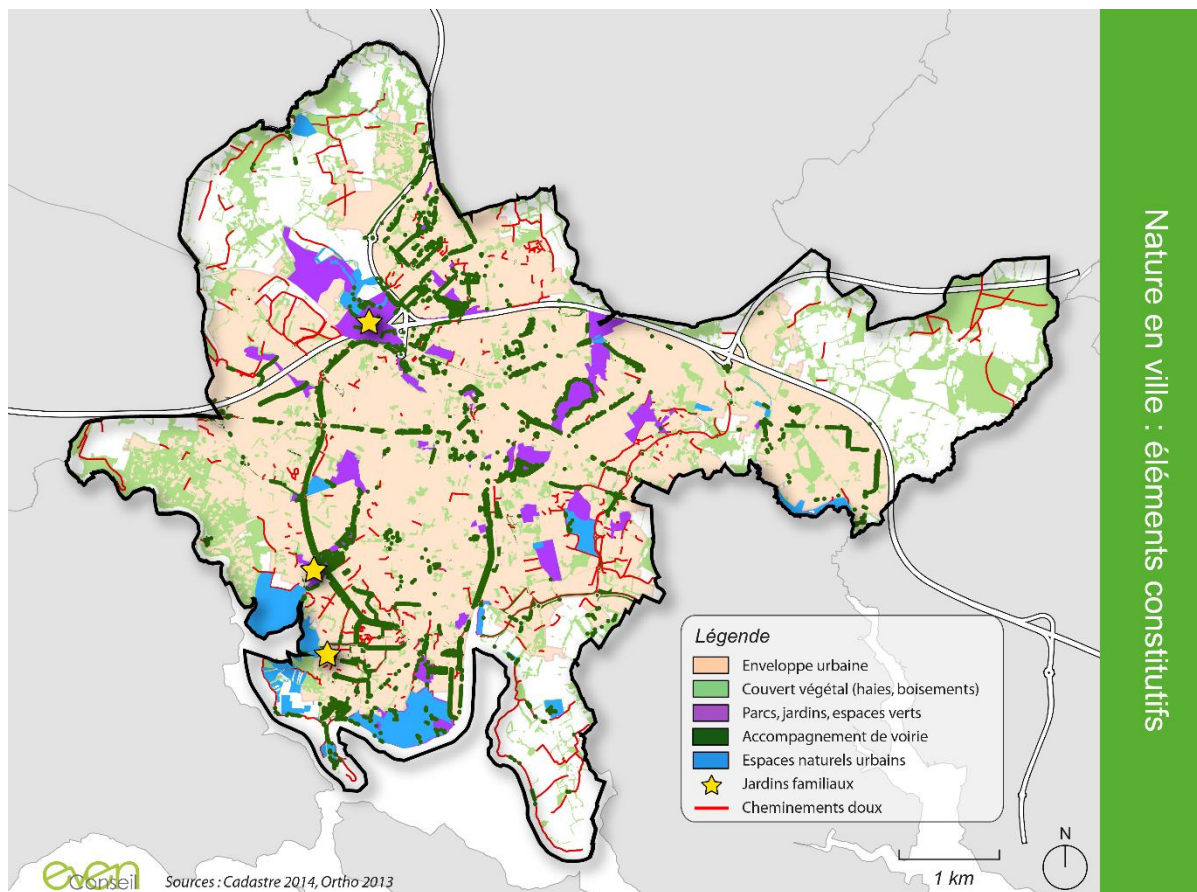 Nature en ville : éléments constitutifs
Légende
Enveloppe urbaine
Couvert végétal (haies, boisements)
Parcs, jardins, espaces verts
Accompagnement de voirie
Espaces naturels urbains
Jardins familiaux
Cheminements doux
N
1 km
even
Conseil
Sources : Cadastre 2014, Ortho 2013